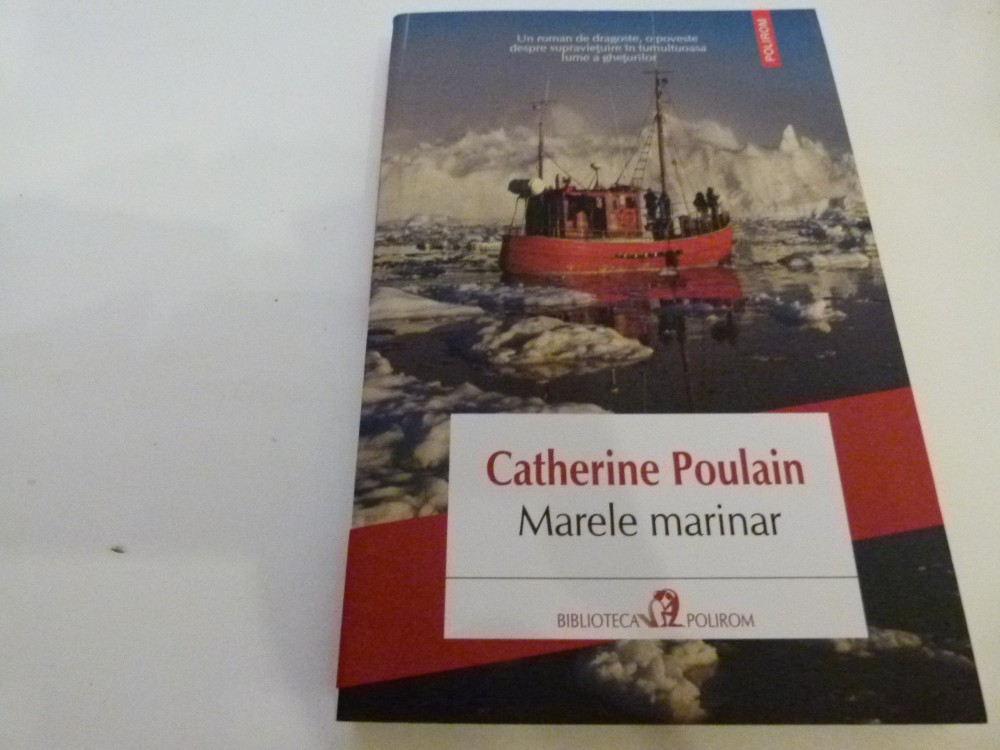 Un roman de dragoste, o poveste
despre supraviețuire în tumultuoasa
lume a ghețurilor
POLIROM
Catherine Poulain
Marele marinar
BIBLIOTECA POLIROM